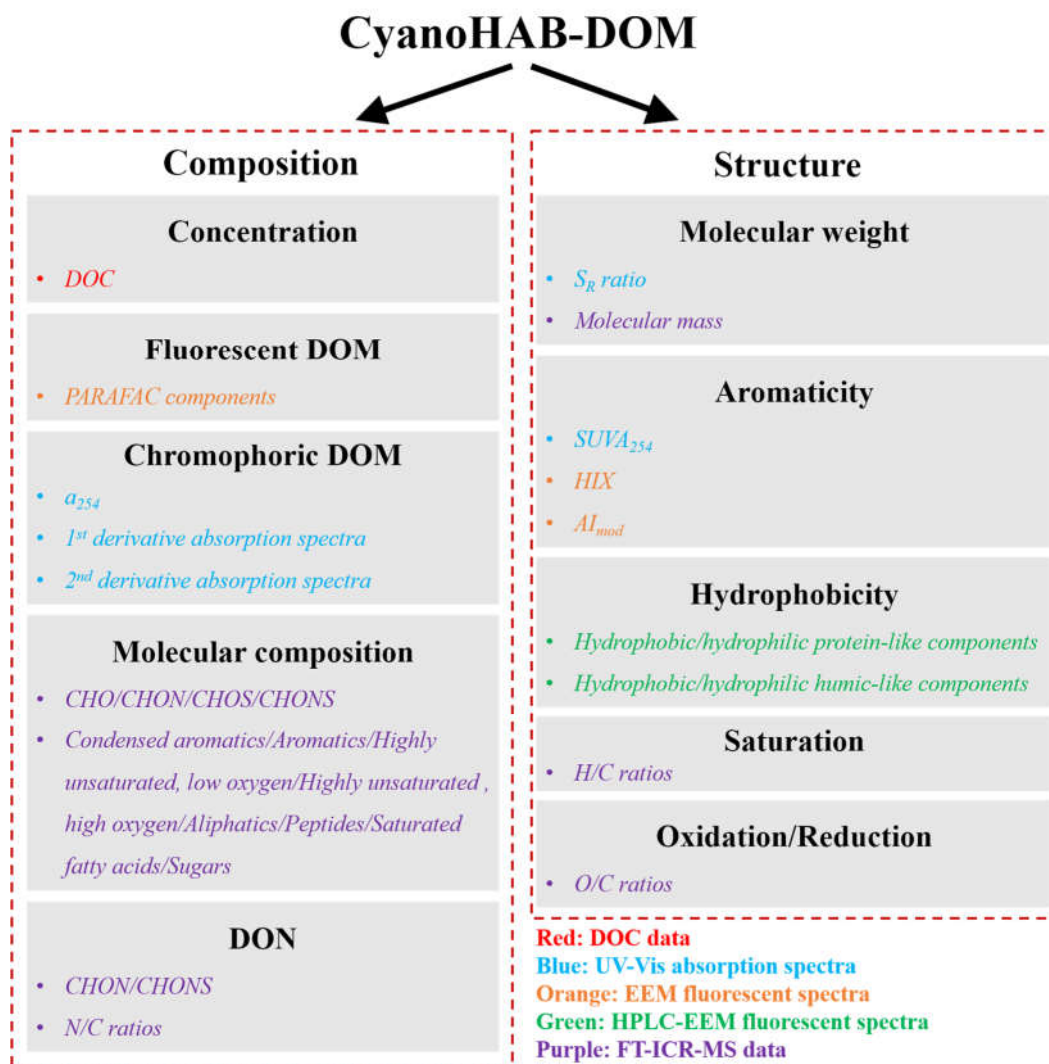 CyanoHAB-DOM
Composition
Concentration
• DOC
Fluorescent DOM
• PARAFAC components
Chromophoric DOM
• a254
• 1st derivative absorption spectra
• 2nd derivative absorption spectra
Molecular composition
• CHO/CHON/CHOS/CHONS
• Condensed aromatics/Aromatics/Highly
unsaturated, low oxygen/Highly unsaturated ,
high oxygen/Aliphatics/Peptides/Saturated
fatty acids/Sugars
DON
• CHON/CHONS
• N/C ratios
Structure
Molecular weight
• SR ratio
• Molecular mass
Aromaticity
• SUVA254
• HIX
• AImod
Hydrophobicity
• Hydrophobic/hydrophilic protein-like components
• Hydrophobic/hydrophilic humic-like components
Saturation
• H/C ratios
Oxidation/Reduction
• O/C ratios
Red: DOC data
Blue: UV-Vis absorption spectra
Orange: EEM fluorescent spectra
Green: HPLC-EEM fluorescent spectra
Purple: FT-ICR-MS data